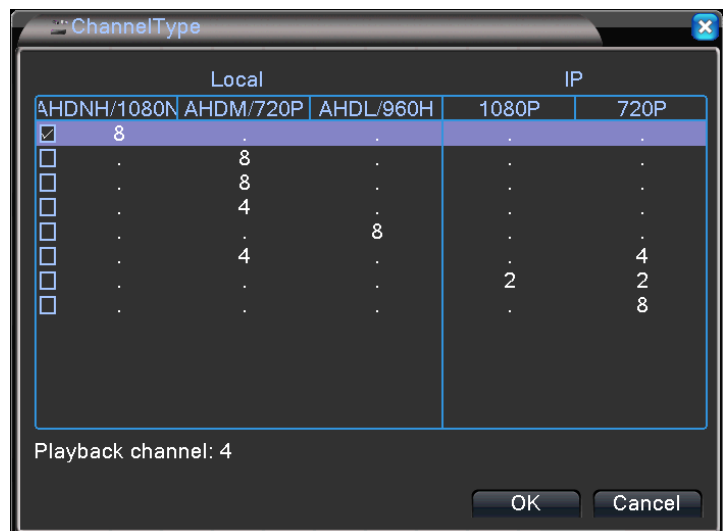 ChannelType
Local IP
AHDNH/1080N AHDM/720P AHDL/960H 1080P 720P
8 . . . .
. 8 . . .
. 8 . . .
. 4 . . .
. . 8 . .
. 4 . . 4
. . . 2 2
. . . . 8
Playback channel: 4
OK Cancel